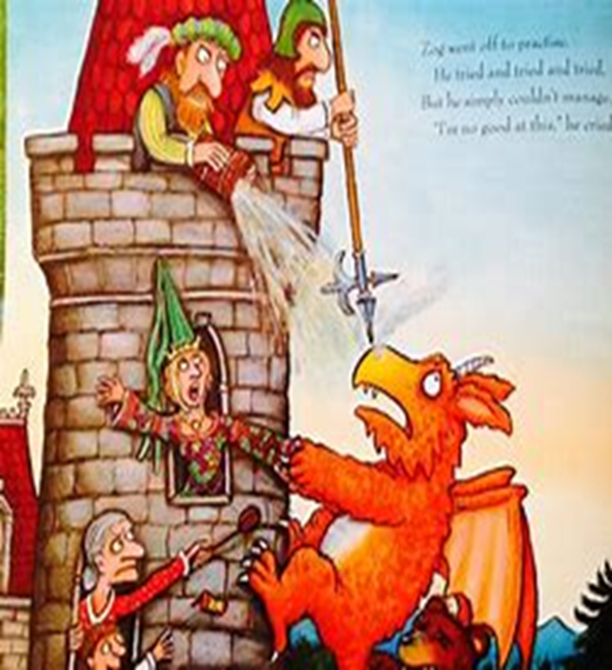 Zog went off to practise.
He tried and tried and tried,
But he simply couldn't manage
"I'm no good at this," he cried